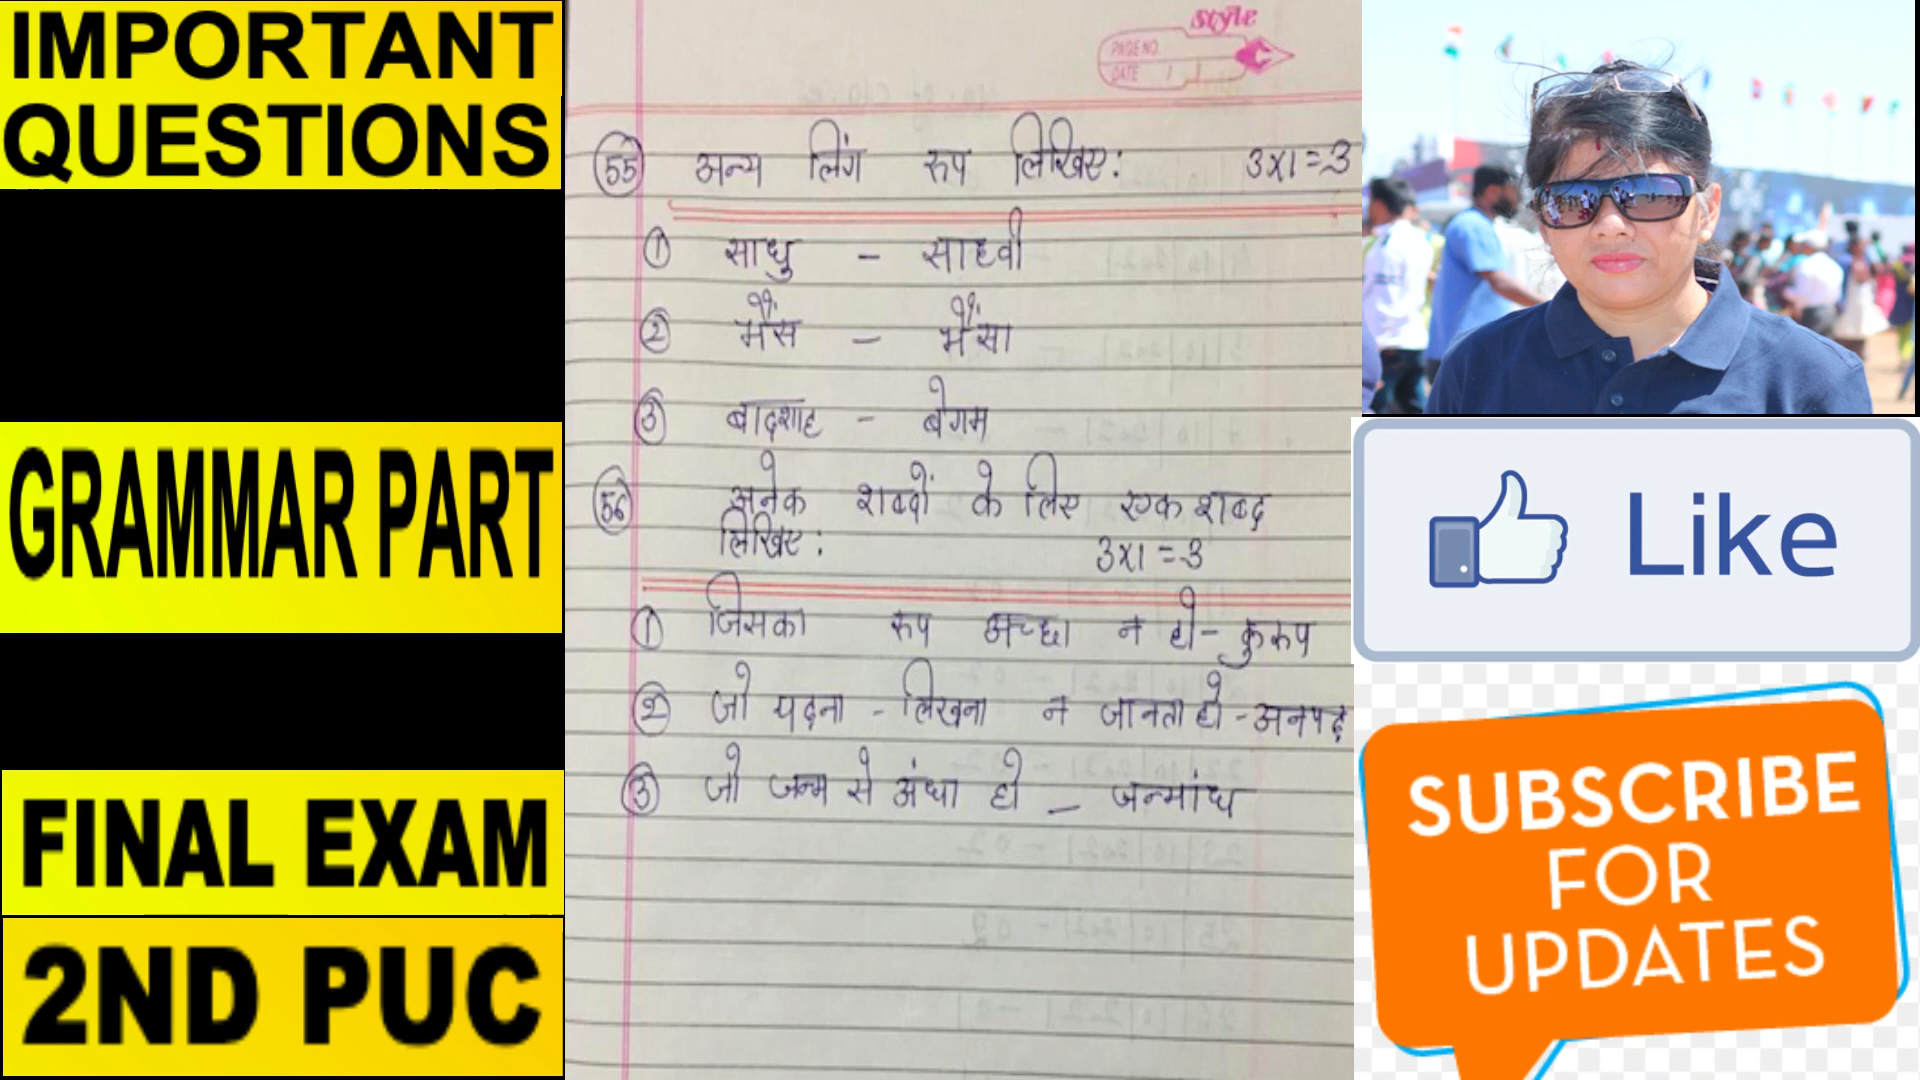 IMPORTANT
QUESTIONS
GRAMMAR PART
FINAL EXAM
2ND PUC
style
PAGE NO.
DATE / /
55 अन्य लिंग रुप लिखिए: 3x1=3
1 साधु - साध्वी
2 भैंस - भैंसा
3 बादशाह - बेगम
56 अनेक शब्दों के लिए एक शब्द
लिखिए: 3x1=3
1 जिसका रुप अच्छा न हो- कुरुप
2 जो पढ़ना - लिखना न जानता हो - अनपढ़
3 जो जन्म से अंधा हो - जन्मांध
Like
SUBSCRIBE
FOR
UPDATES